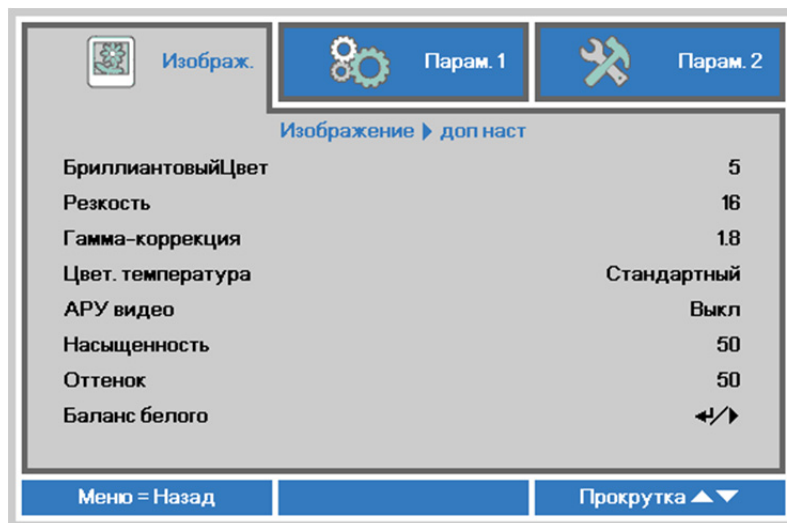 Изображ. Парам. 1 Парам. 2
Изображение ▶ доп наст
БриллиантовыйЦвет 5
Резкость 16
Гамма-коррекция 1.8
Цвет. температура Стандартный
АРУ видео Выкл
Насыщенность 50
Оттенок 50
Баланс белого ↵/▶
Меню = Назад Прокрутка ▲▼